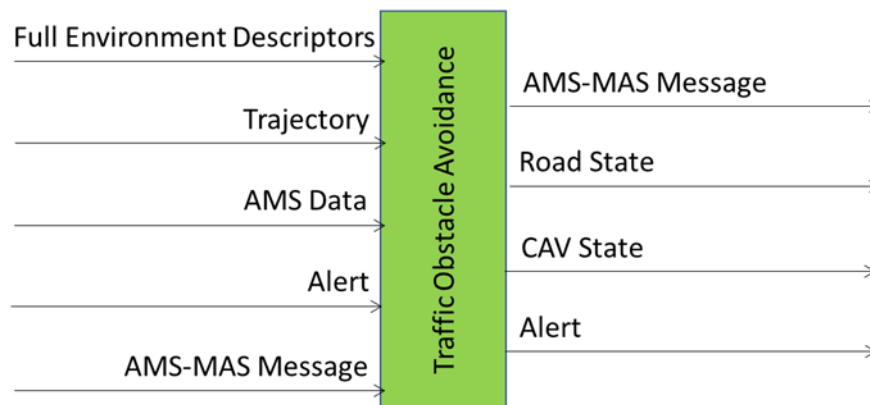 Full Environment Descriptors
Trajectory
AMS Data
Alert
AMS-MAS Message
Traffic Obstacle Avoidance
AMS-MAS Message
Road State
CAV State
Alert